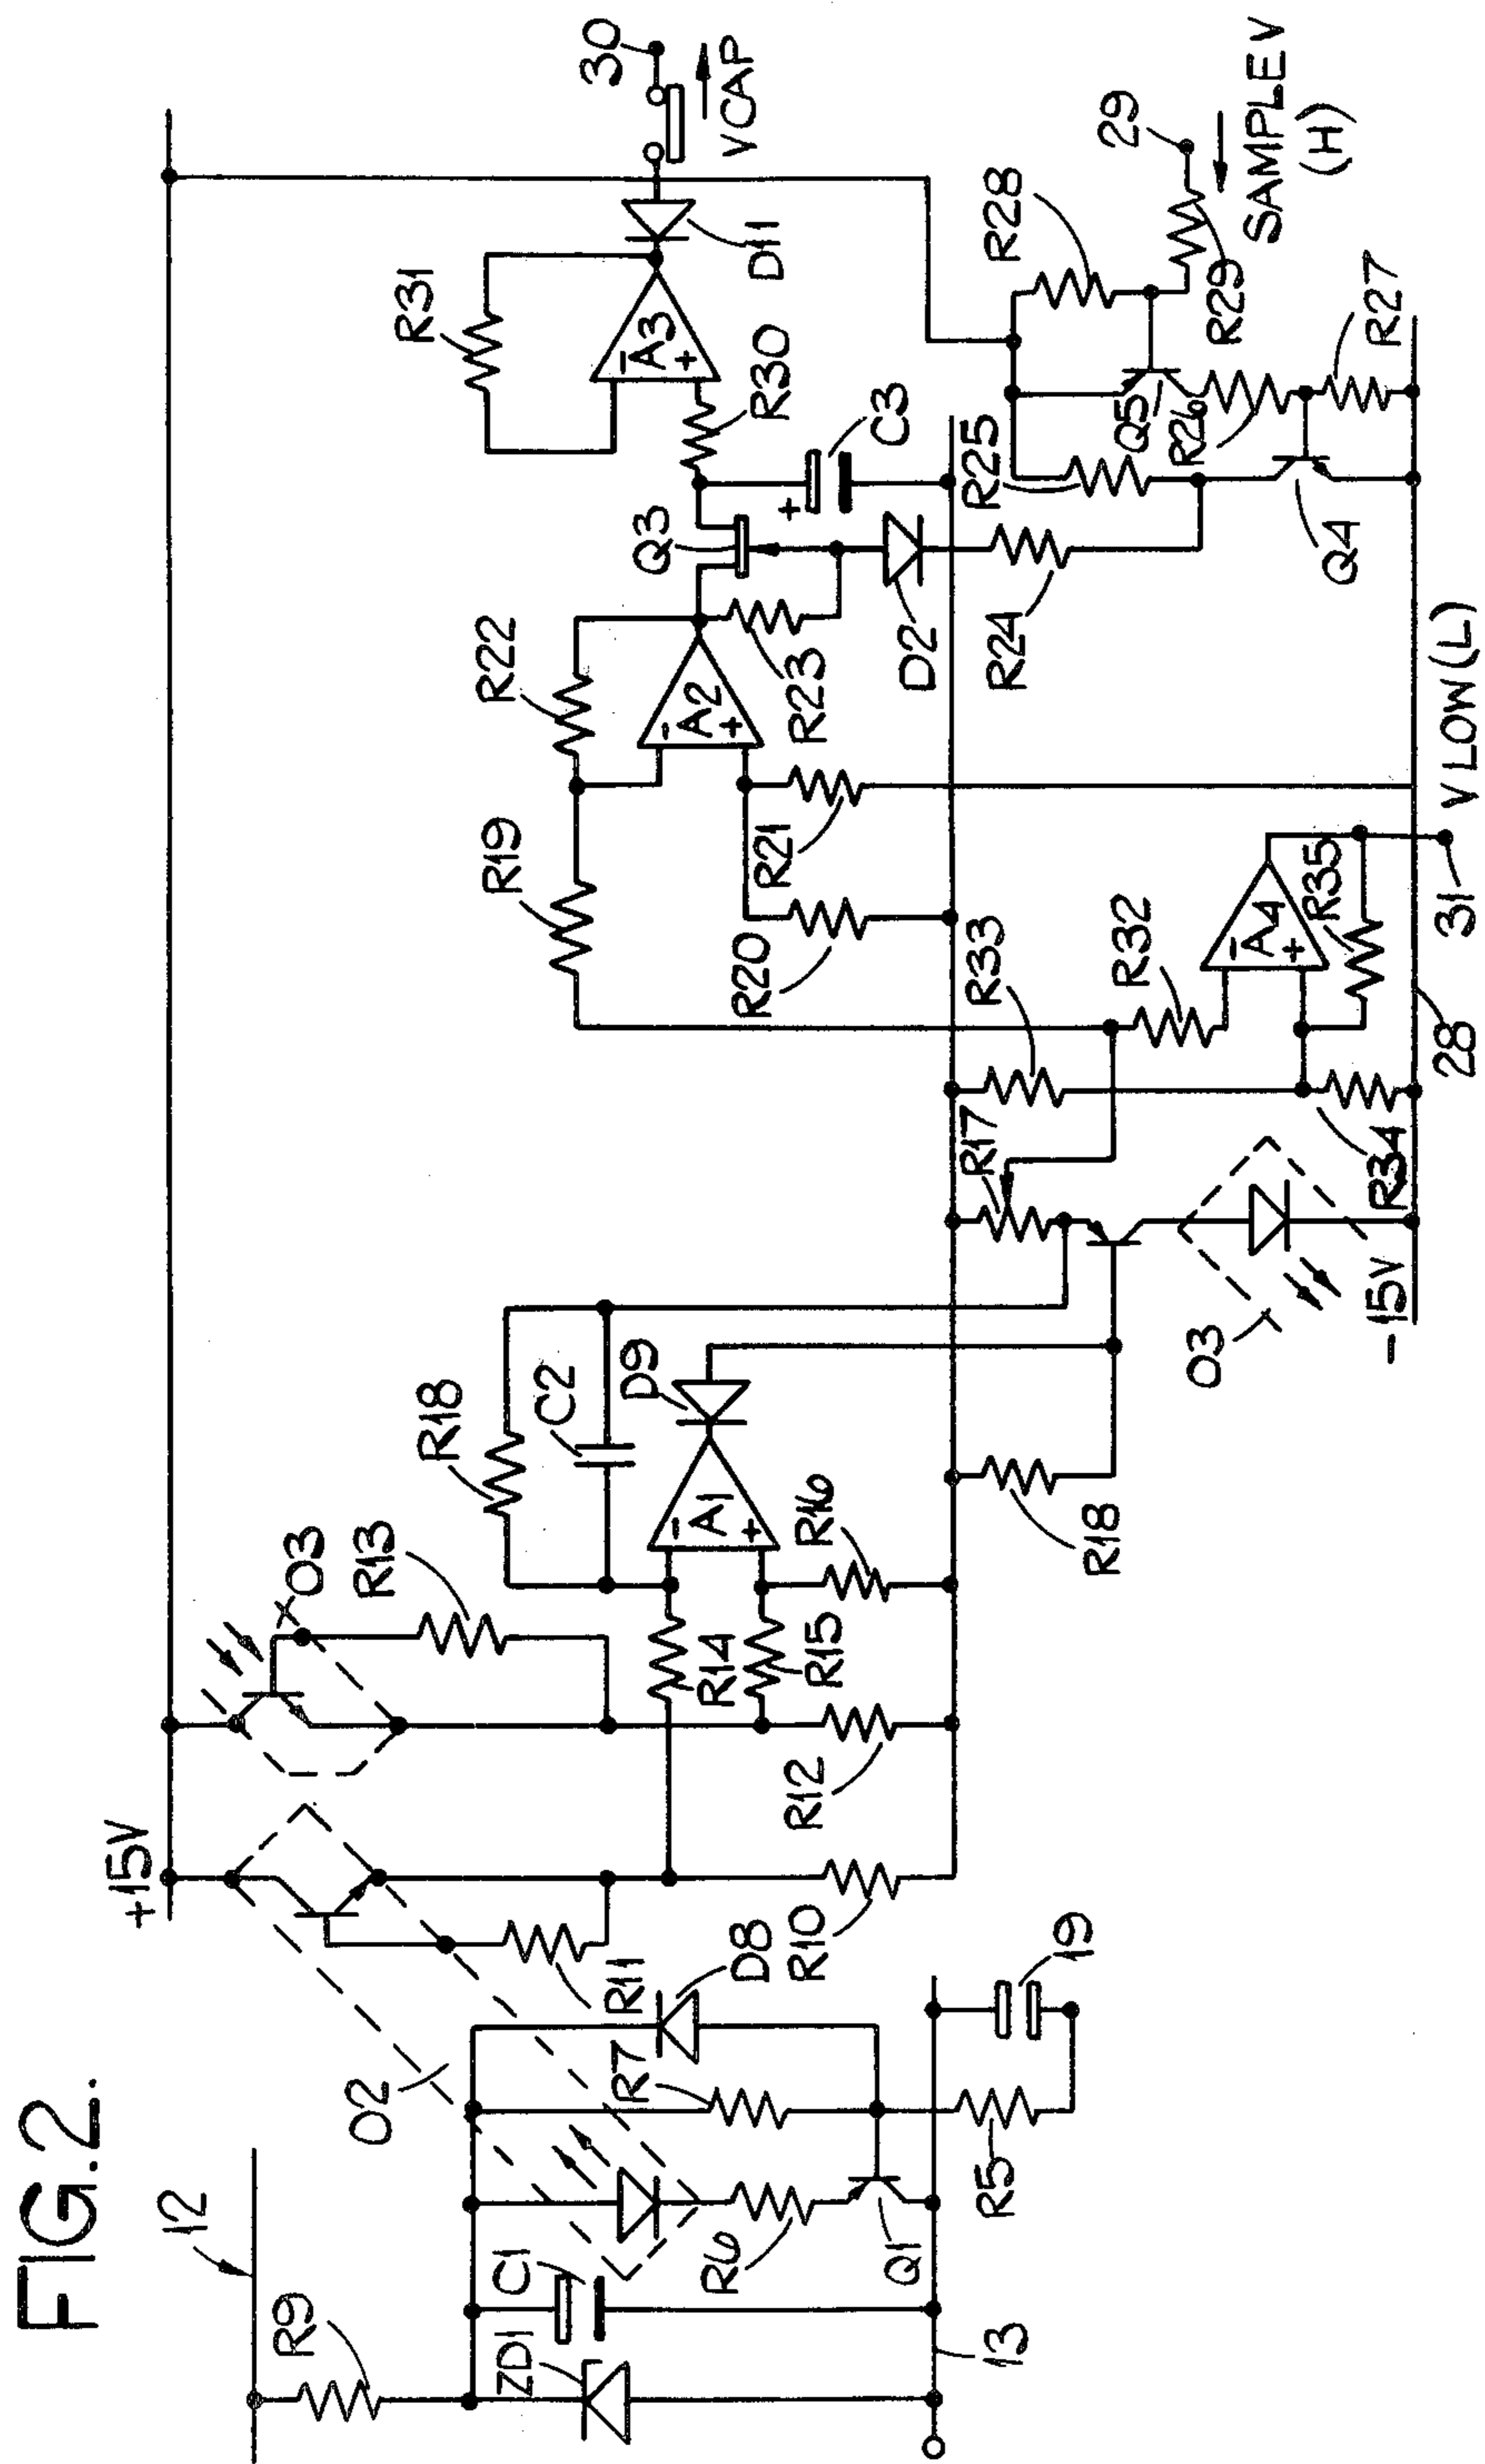 FIG.2.
12
R9
ZD1
C1
R6
Q1
13
O2
R7
R11
D8
R5
19
+15V
R10
R12
O3
R13
R14
R15
R16
R18
C2
D9
-
A1
+
R18
O3
-15V
R17
R33
R34
R32
-
A4
+
R35
28
31
V LOW(L)
R19
R20
R21
R22
-
A2
+
R23
Q3
D2
R24
R25
C3
+
R30
R31
-
A3
+
D11
30
VCAP
R28
29
SAMPLE V
(H)
R29
Q5
R26
R27
Q4